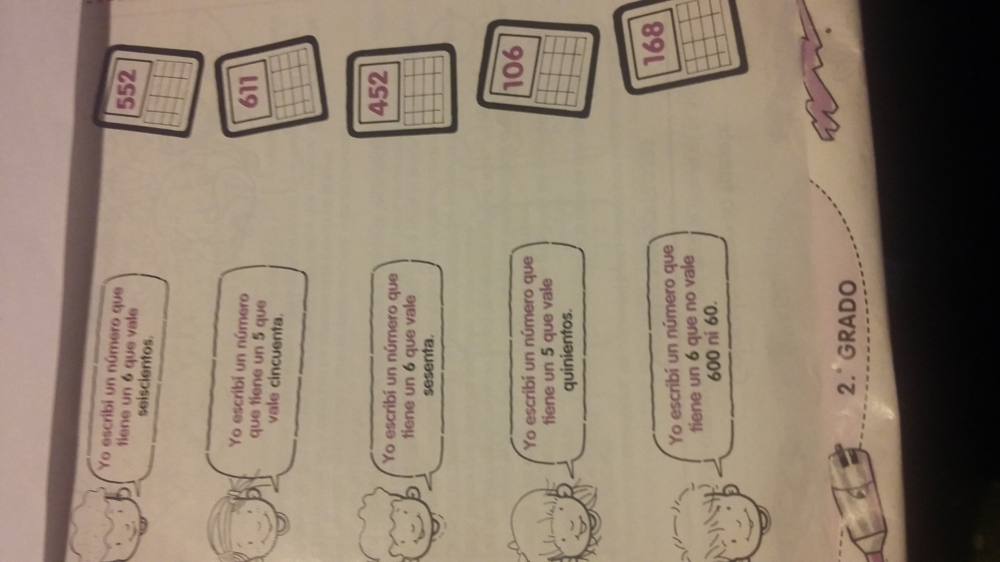 Yo escribí un número que
tiene un 6 que vale
seiscientos.
552
Yo escribí un número
que tiene un 5 que
vale cincuenta.
611
Yo escribí un número que
tiene un 6 que vale
sesenta.
452
Yo escribí un número que
tiene un 5 que vale
quinientos.
106
Yo escribí un número que
tiene un 6 que no vale
600 ni 60.
168
2.° GRADO